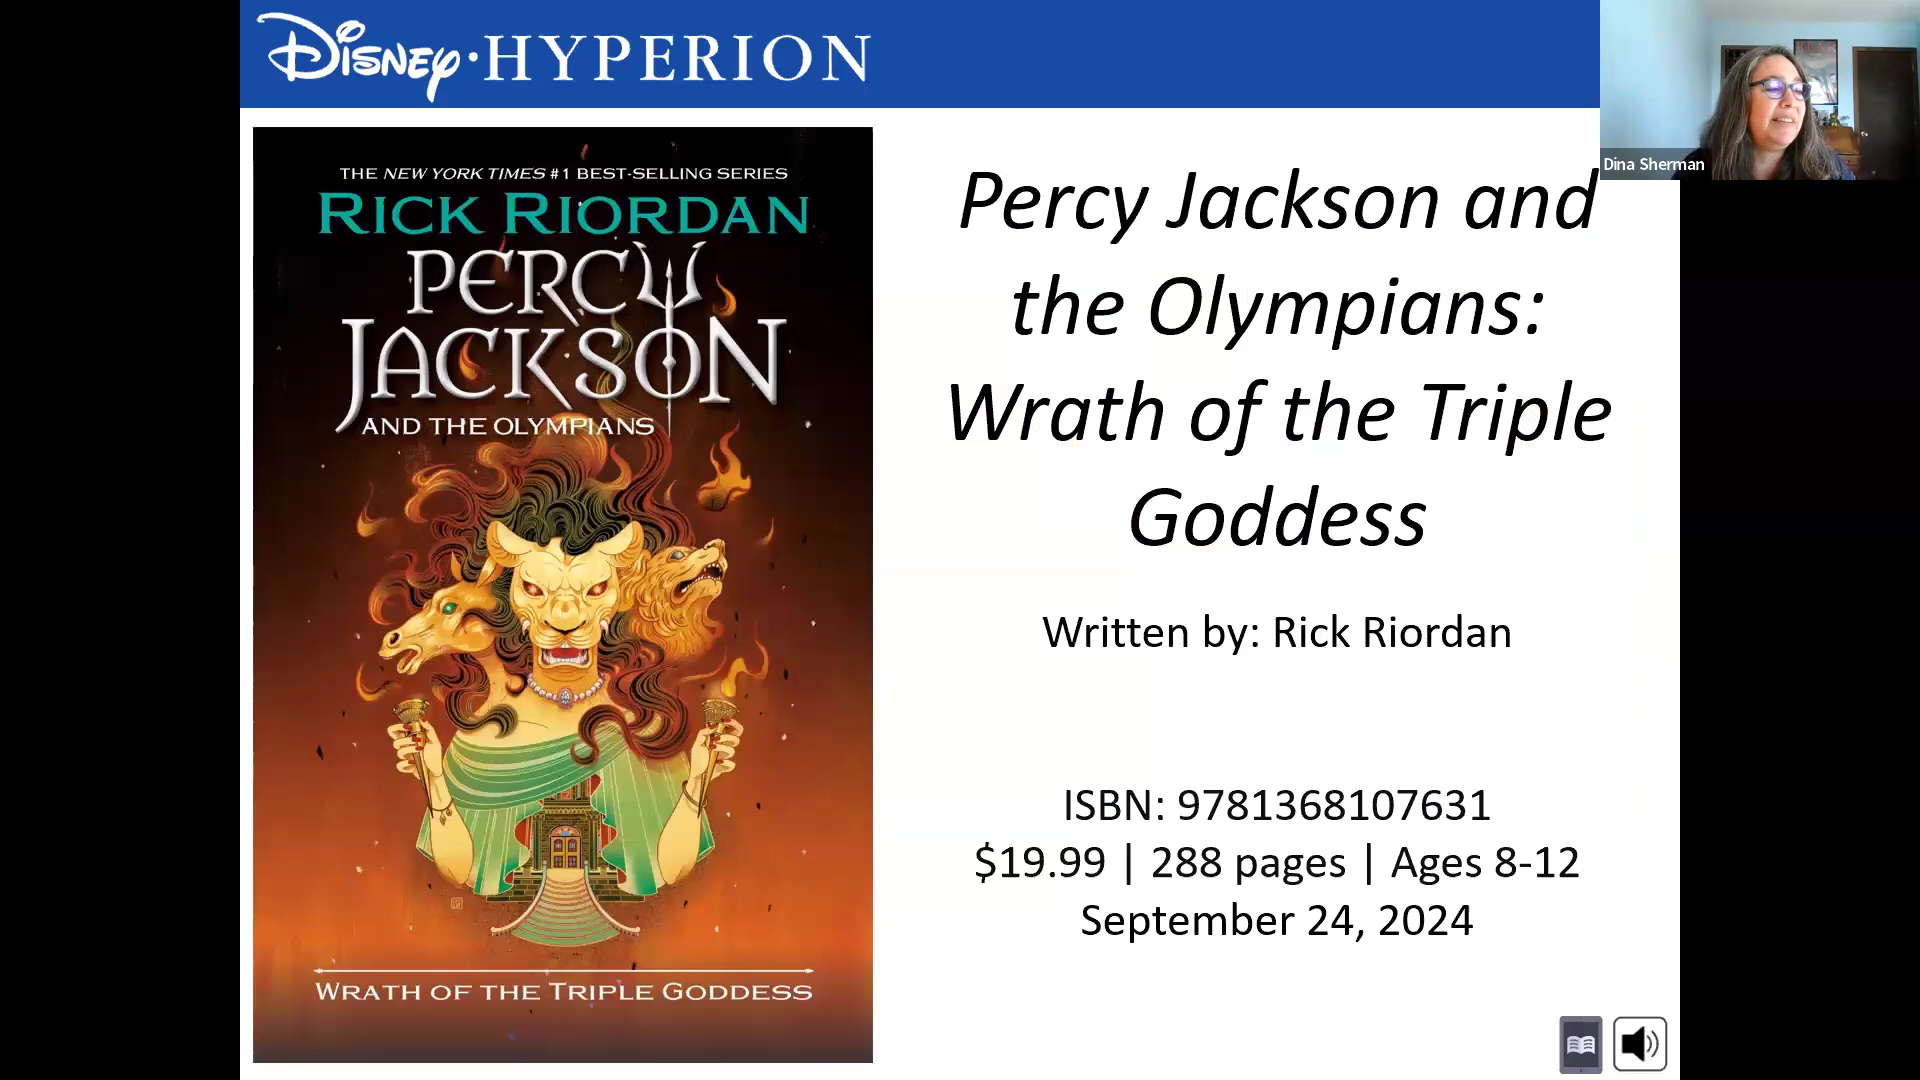 Disney·HYPERION
THE NEW YORK TIMES #1 BEST-SELLING SERIES
RICK RIORDAN
PERCY
JACKSON
AND THE OLYMPIANS
WRATH OF THE TRIPLE GODDESS
Percy Jackson and
the Olympians:
Wrath of the Triple
Goddess
Written by: Rick Riordan
ISBN: 9781368107631
$19.99 | 288 pages | Ages 8-12
September 24, 2024
Dina Sherman